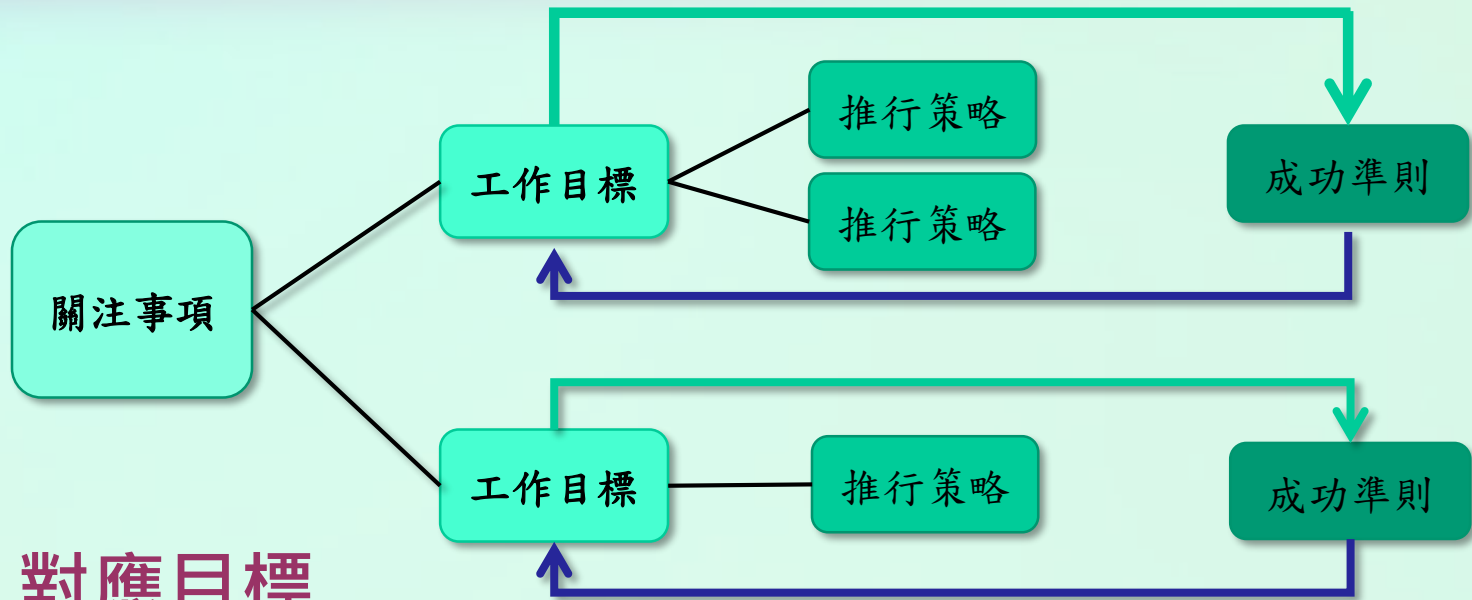 工作目標
推行策略
推行策略
成功準則
關注事項
工作目標
推行策略
成功準則
對應目標